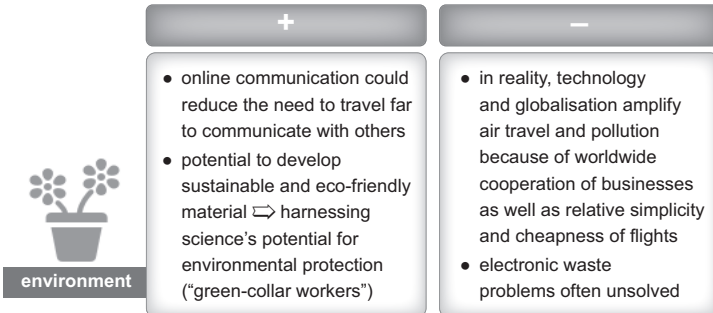 +
● online communication could
reduce the need to travel far
to communicate with others
● potential to develop
sustainable and eco-friendly
material ⇨ harnessing
science’s potential for
environmental protection
(“green-collar workers”)
–
● in reality, technology
and globalisation amplify
air travel and pollution
because of worldwide
cooperation of businesses
as well as relative simplicity
and cheapness of flights
● electronic waste
problems often unsolved
environment